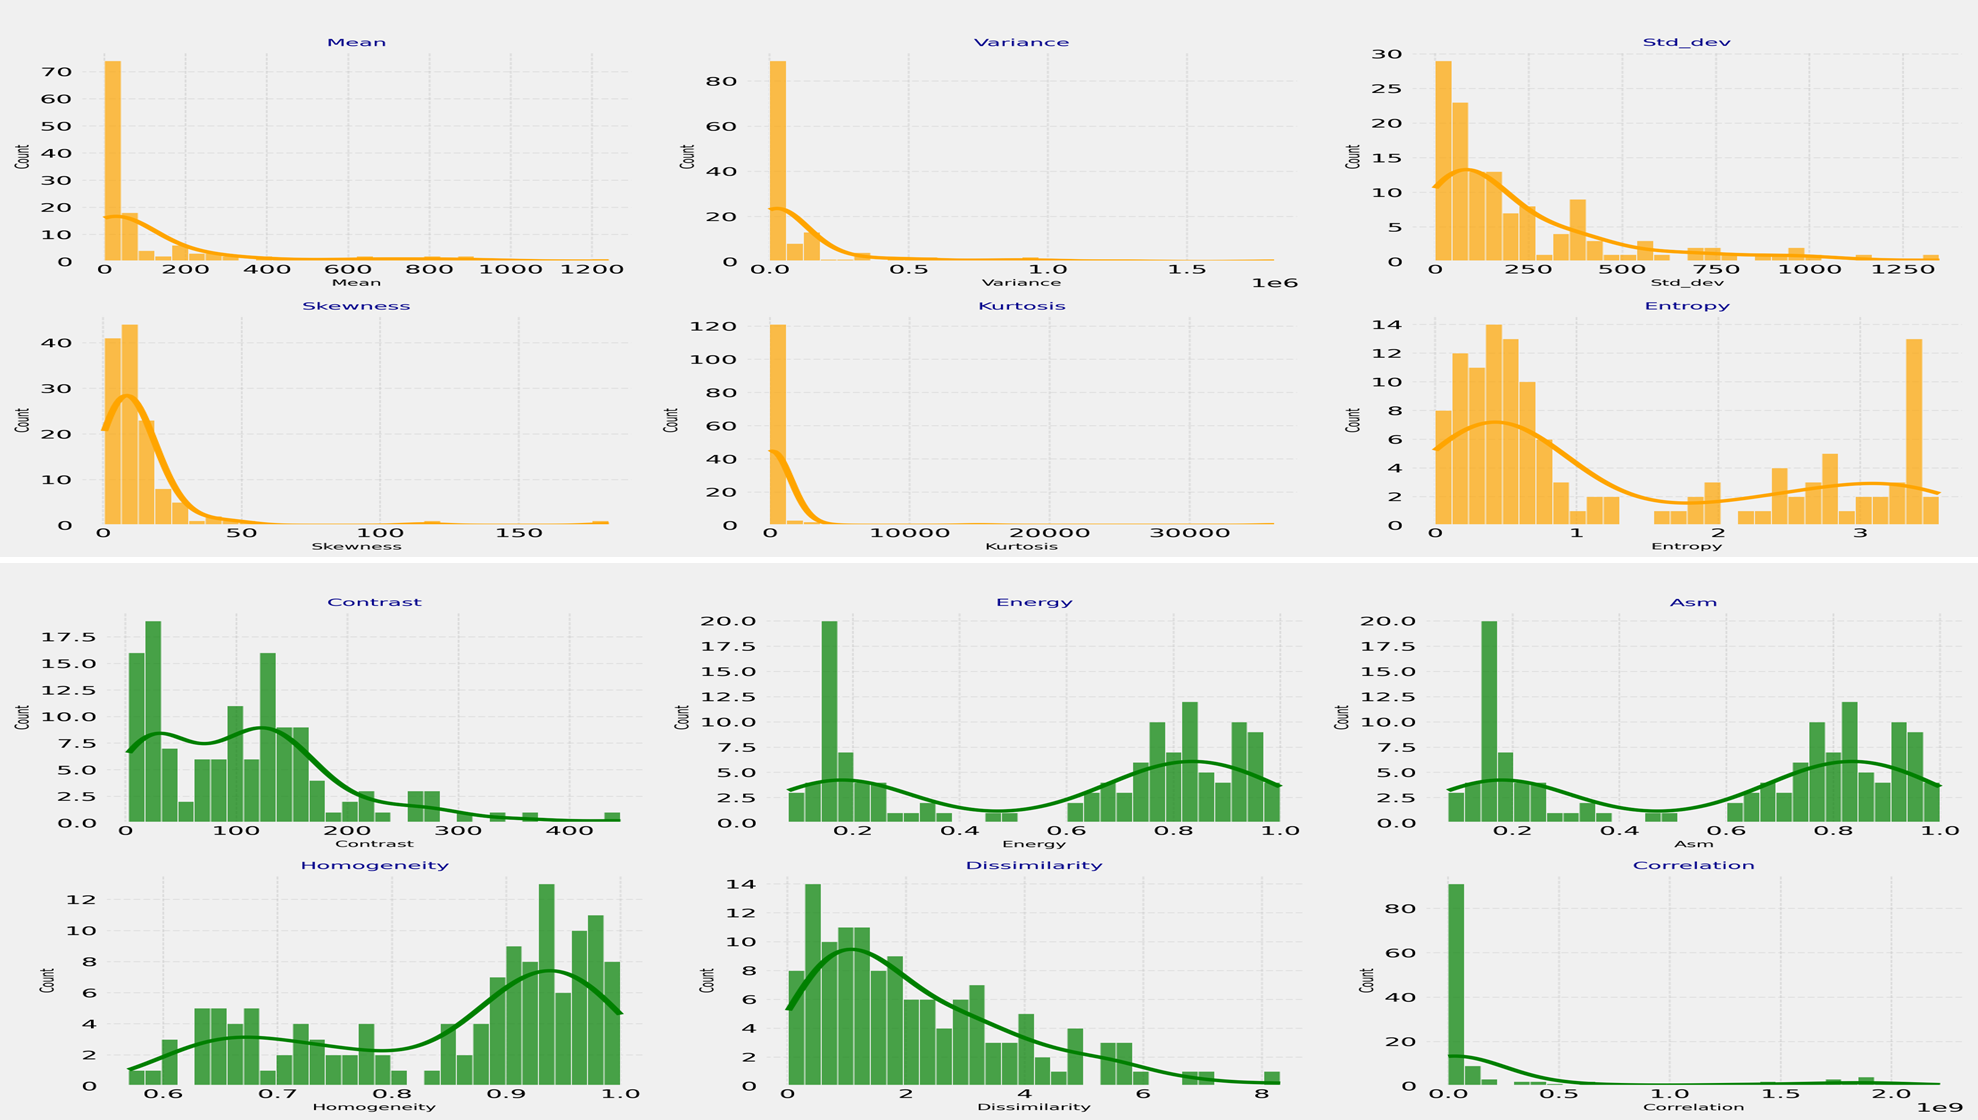 Mean
Count
70
60
50
40
30
20
10
0
0 200 400 600 800 1000 1200
Mean
Variance
Count
80
60
40
20
0
0.0 0.5 1.0 1.5
1e6
Variance
Std_dev
Count
30
25
20
15
10
5
0
0 250 500 750 1000 1250
Std_dev
Skewness
Count
40
30
20
10
0
0 50 100 150
Skewness
Kurtosis
Count
120
100
80
60
40
20
0
0 10000 20000 30000
Kurtosis
Entropy
Count
14
12
10
8
6
4
2
0
0 1 2 3
Entropy
Contrast
Count
17.5
15.0
12.5
10.0
7.5
5.0
2.5
0.0
0 100 200 300 400
Contrast
Energy
Count
20.0
17.5
15.0
12.5
10.0
7.5
5.0
2.5
0.0
0.2 0.4 0.6 0.8 1.0
Energy
Asm
Count
20.0
17.5
15.0
12.5
10.0
7.5
5.0
2.5
0.0
0.2 0.4 0.6 0.8 1.0
Asm
Homogeneity
Count
12
10
8
6
4
2
0
0.6 0.7 0.8 0.9 1.0
Homogeneity
Dissimilarity
Count
14
12
10
8
6
4
2
0
0 2 4 6 8
Dissimilarity
Correlation
Count
80
60
40
20
0
0.0 0.5 1.0 1.5 2.0
1e9
Correlation